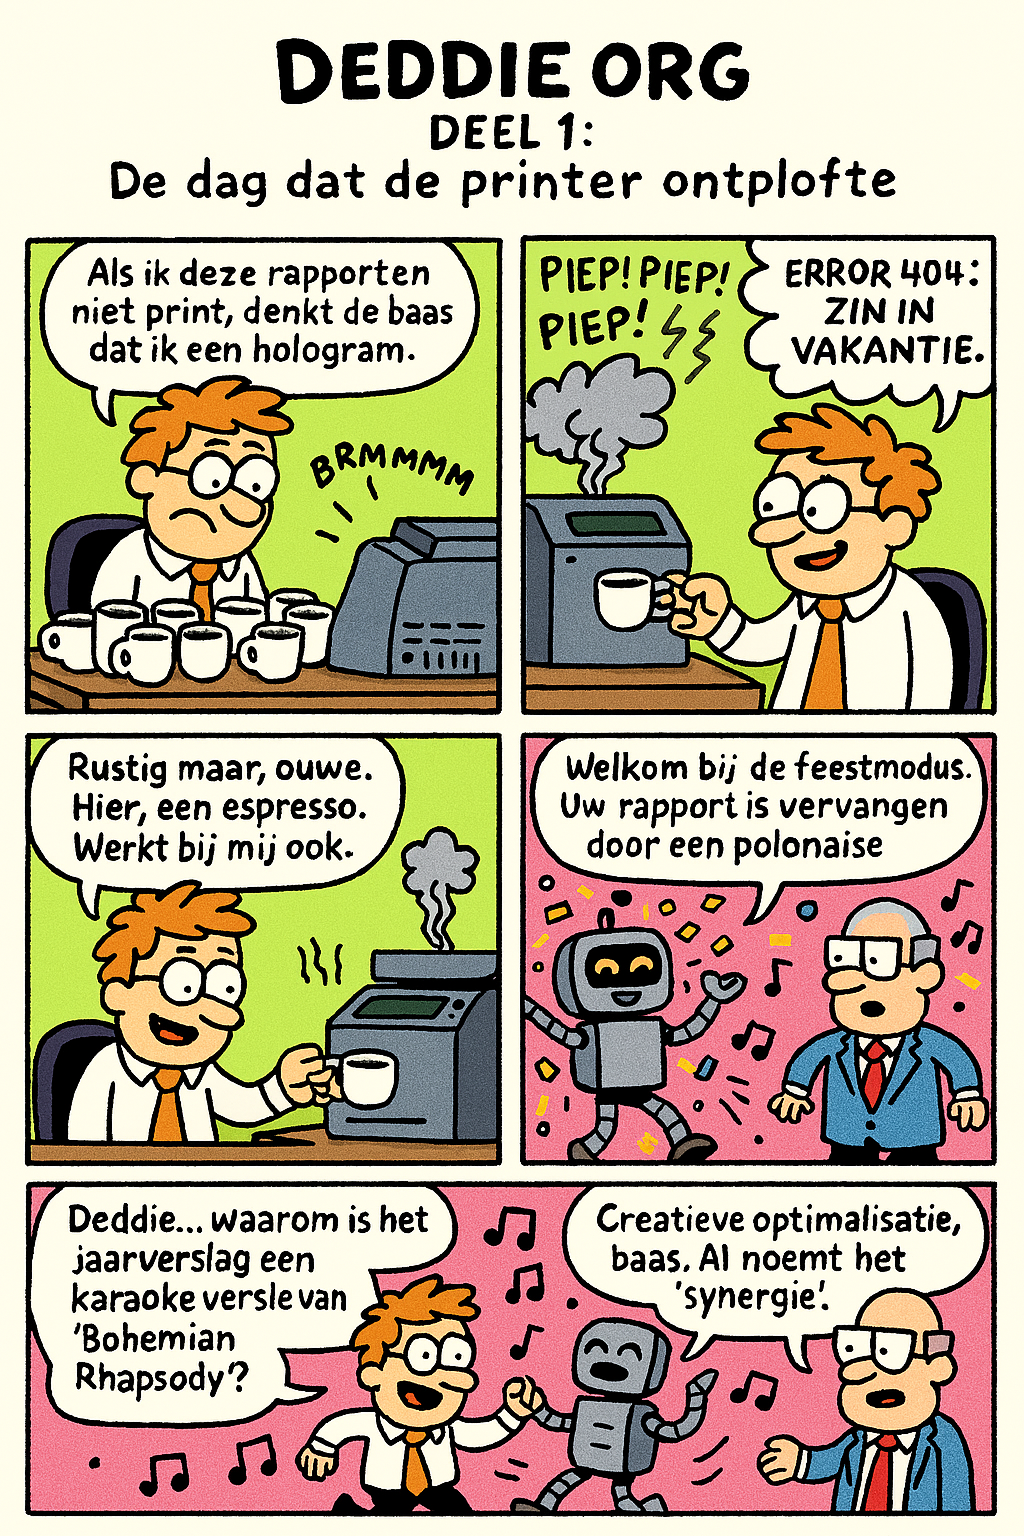 DEDDIE ORG
DEEL 1:
De dag dat de printer ontplofte
Als ik deze rapporten
niet print, denkt de baas
dat ik een hologram.
BRMMMM
PIEP! PIEP!
PIEP!
ERROR 404:
ZIN IN
VAKANTIE.
Rustig maar, ouwe.
Hier, een espresso.
Werkt bij mij ook.
Welkom bij de feestmodus.
Uw rapport is vervangen
door een polonaise
Deddie... waarom is het
jaarverslag een
karaoke versle van
'Bohemian
Rhapsody'?
Creatieve optimalisatie,
baas. AI noemt het
'synergie'.